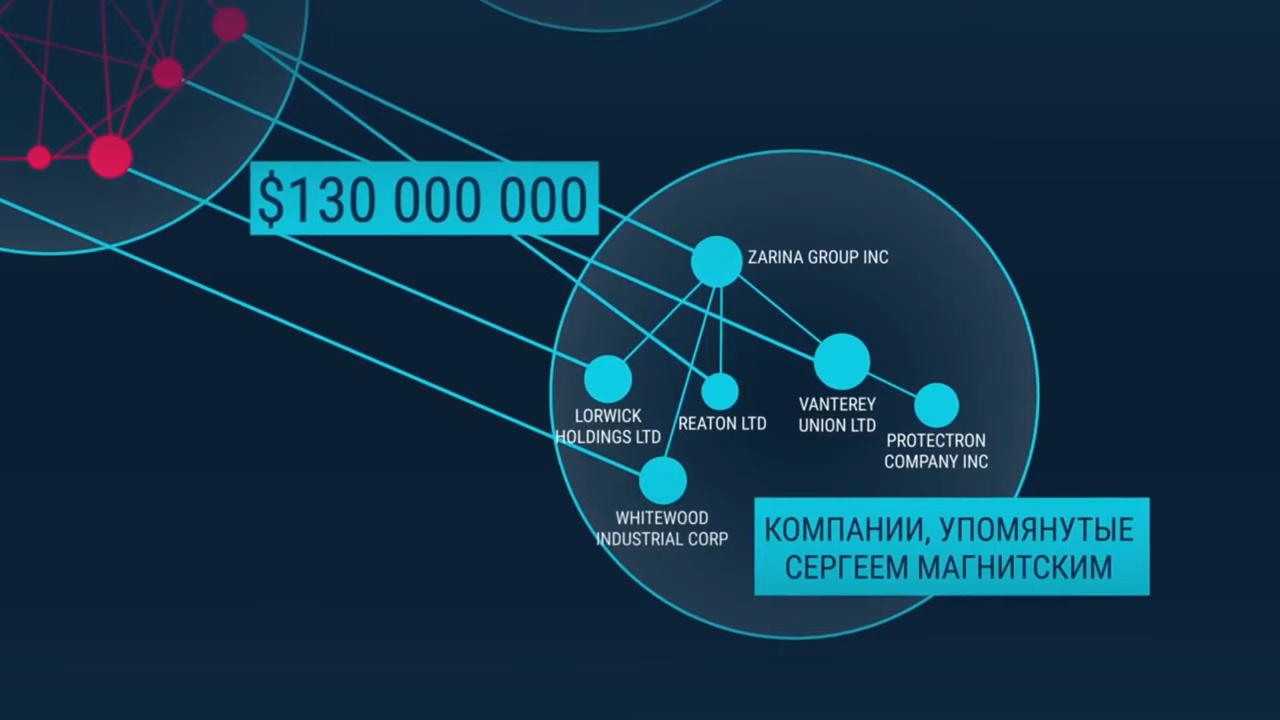 $130 000 000
ZARINA GROUP INC
LORWICK
HOLDINGS LTD
REATON LTD
VANTEREY
UNION LTD
PROTECTRON
COMPANY INC
WHITEWOOD
INDUSTRIAL CORP
КОМПАНИИ, УПОМЯНУТЫЕ
СЕРГЕЕМ МАГНИТСКИМ